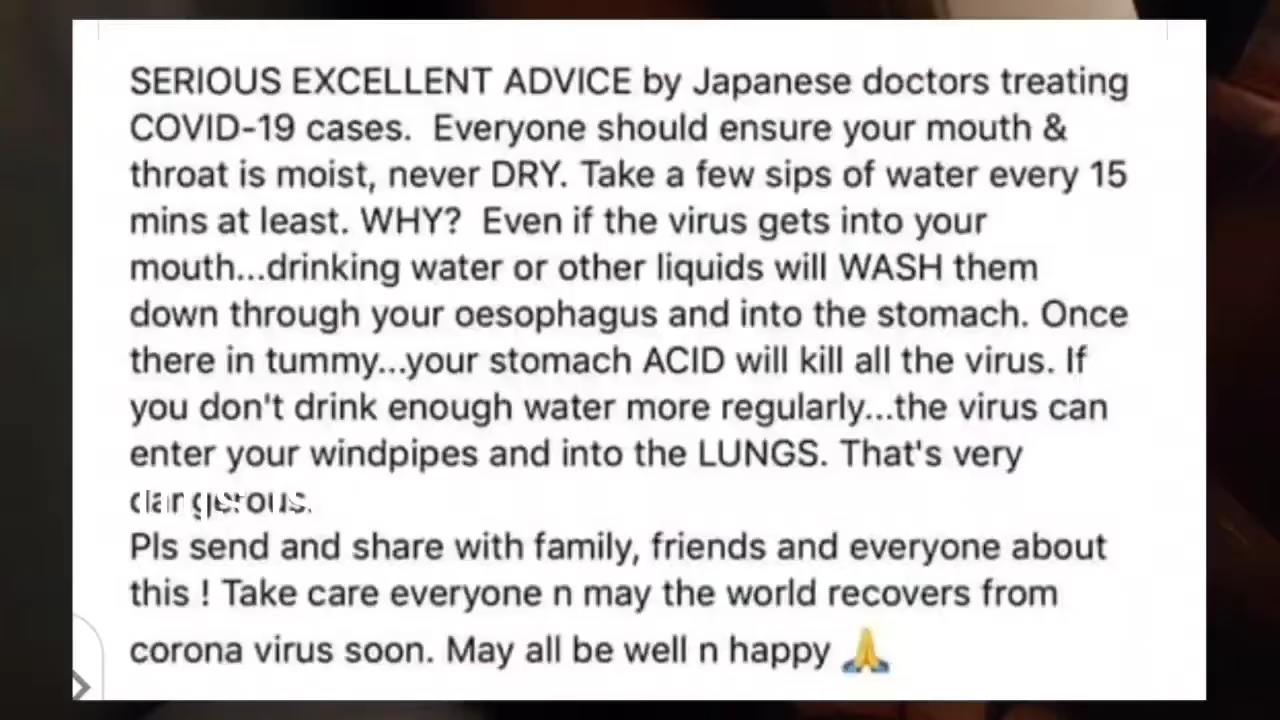 SERIOUS EXCELLENT ADVICE by Japanese doctors treating
COVID-19 cases.  Everyone should ensure your mouth &
throat is moist, never DRY. Take a few sips of water every 15
mins at least. WHY?  Even if the virus gets into your
mouth...drinking water or other liquids will WASH them
down through your oesophagus and into the stomach. Once
there in tummy...your stomach ACID will kill all the virus. If
you don't drink enough water more regularly...the virus can
enter your windpipes and into the LUNGS. That's very
dangerous.
Pls send and share with family, friends and everyone about
this ! Take care everyone n may the world recovers from
corona virus soon. May all be well n happy 🙏